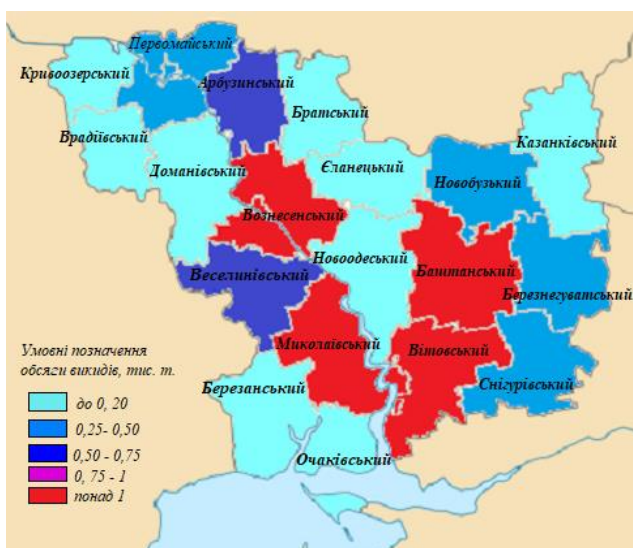 Первомайський
Кривоозерський
Арбузинський
Братський
Врадіївський
Казанківський
Доманівський
Єланецький
Новобузький
Вознесенський
Новоодеський
Баштанський
Веселинівський
Березнегуватський
Миколаївський
Вітовський
Снігурівський
Березанський
Очаківський
Умовні позначення
обсяги викидів, тис. т.
до 0, 20
0,25- 0,50
0,50 - 0,75
0, 75 - 1
понад 1